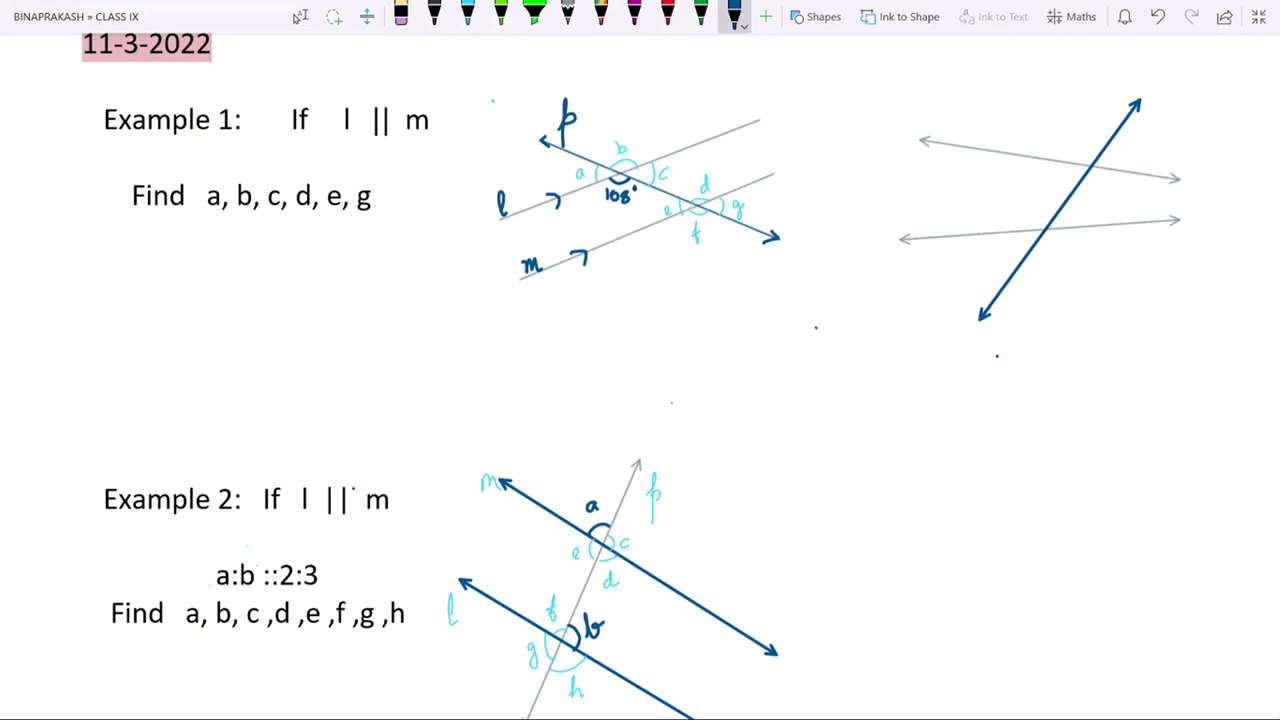 BINAPRAKASH » CLASS IX
Shapes
Ink to Shape
Ink to Text
Maths
11-3-2022
Example 1: If l || m
Find a, b, c, d, e, g
p
b
a
c
108°
l
d
e
g
f
m
Example 2: If l || m
a:b ::2:3
Find a, b, c ,d ,e ,f ,g ,h
m
p
a
e
c
d
l
f
b
g
h